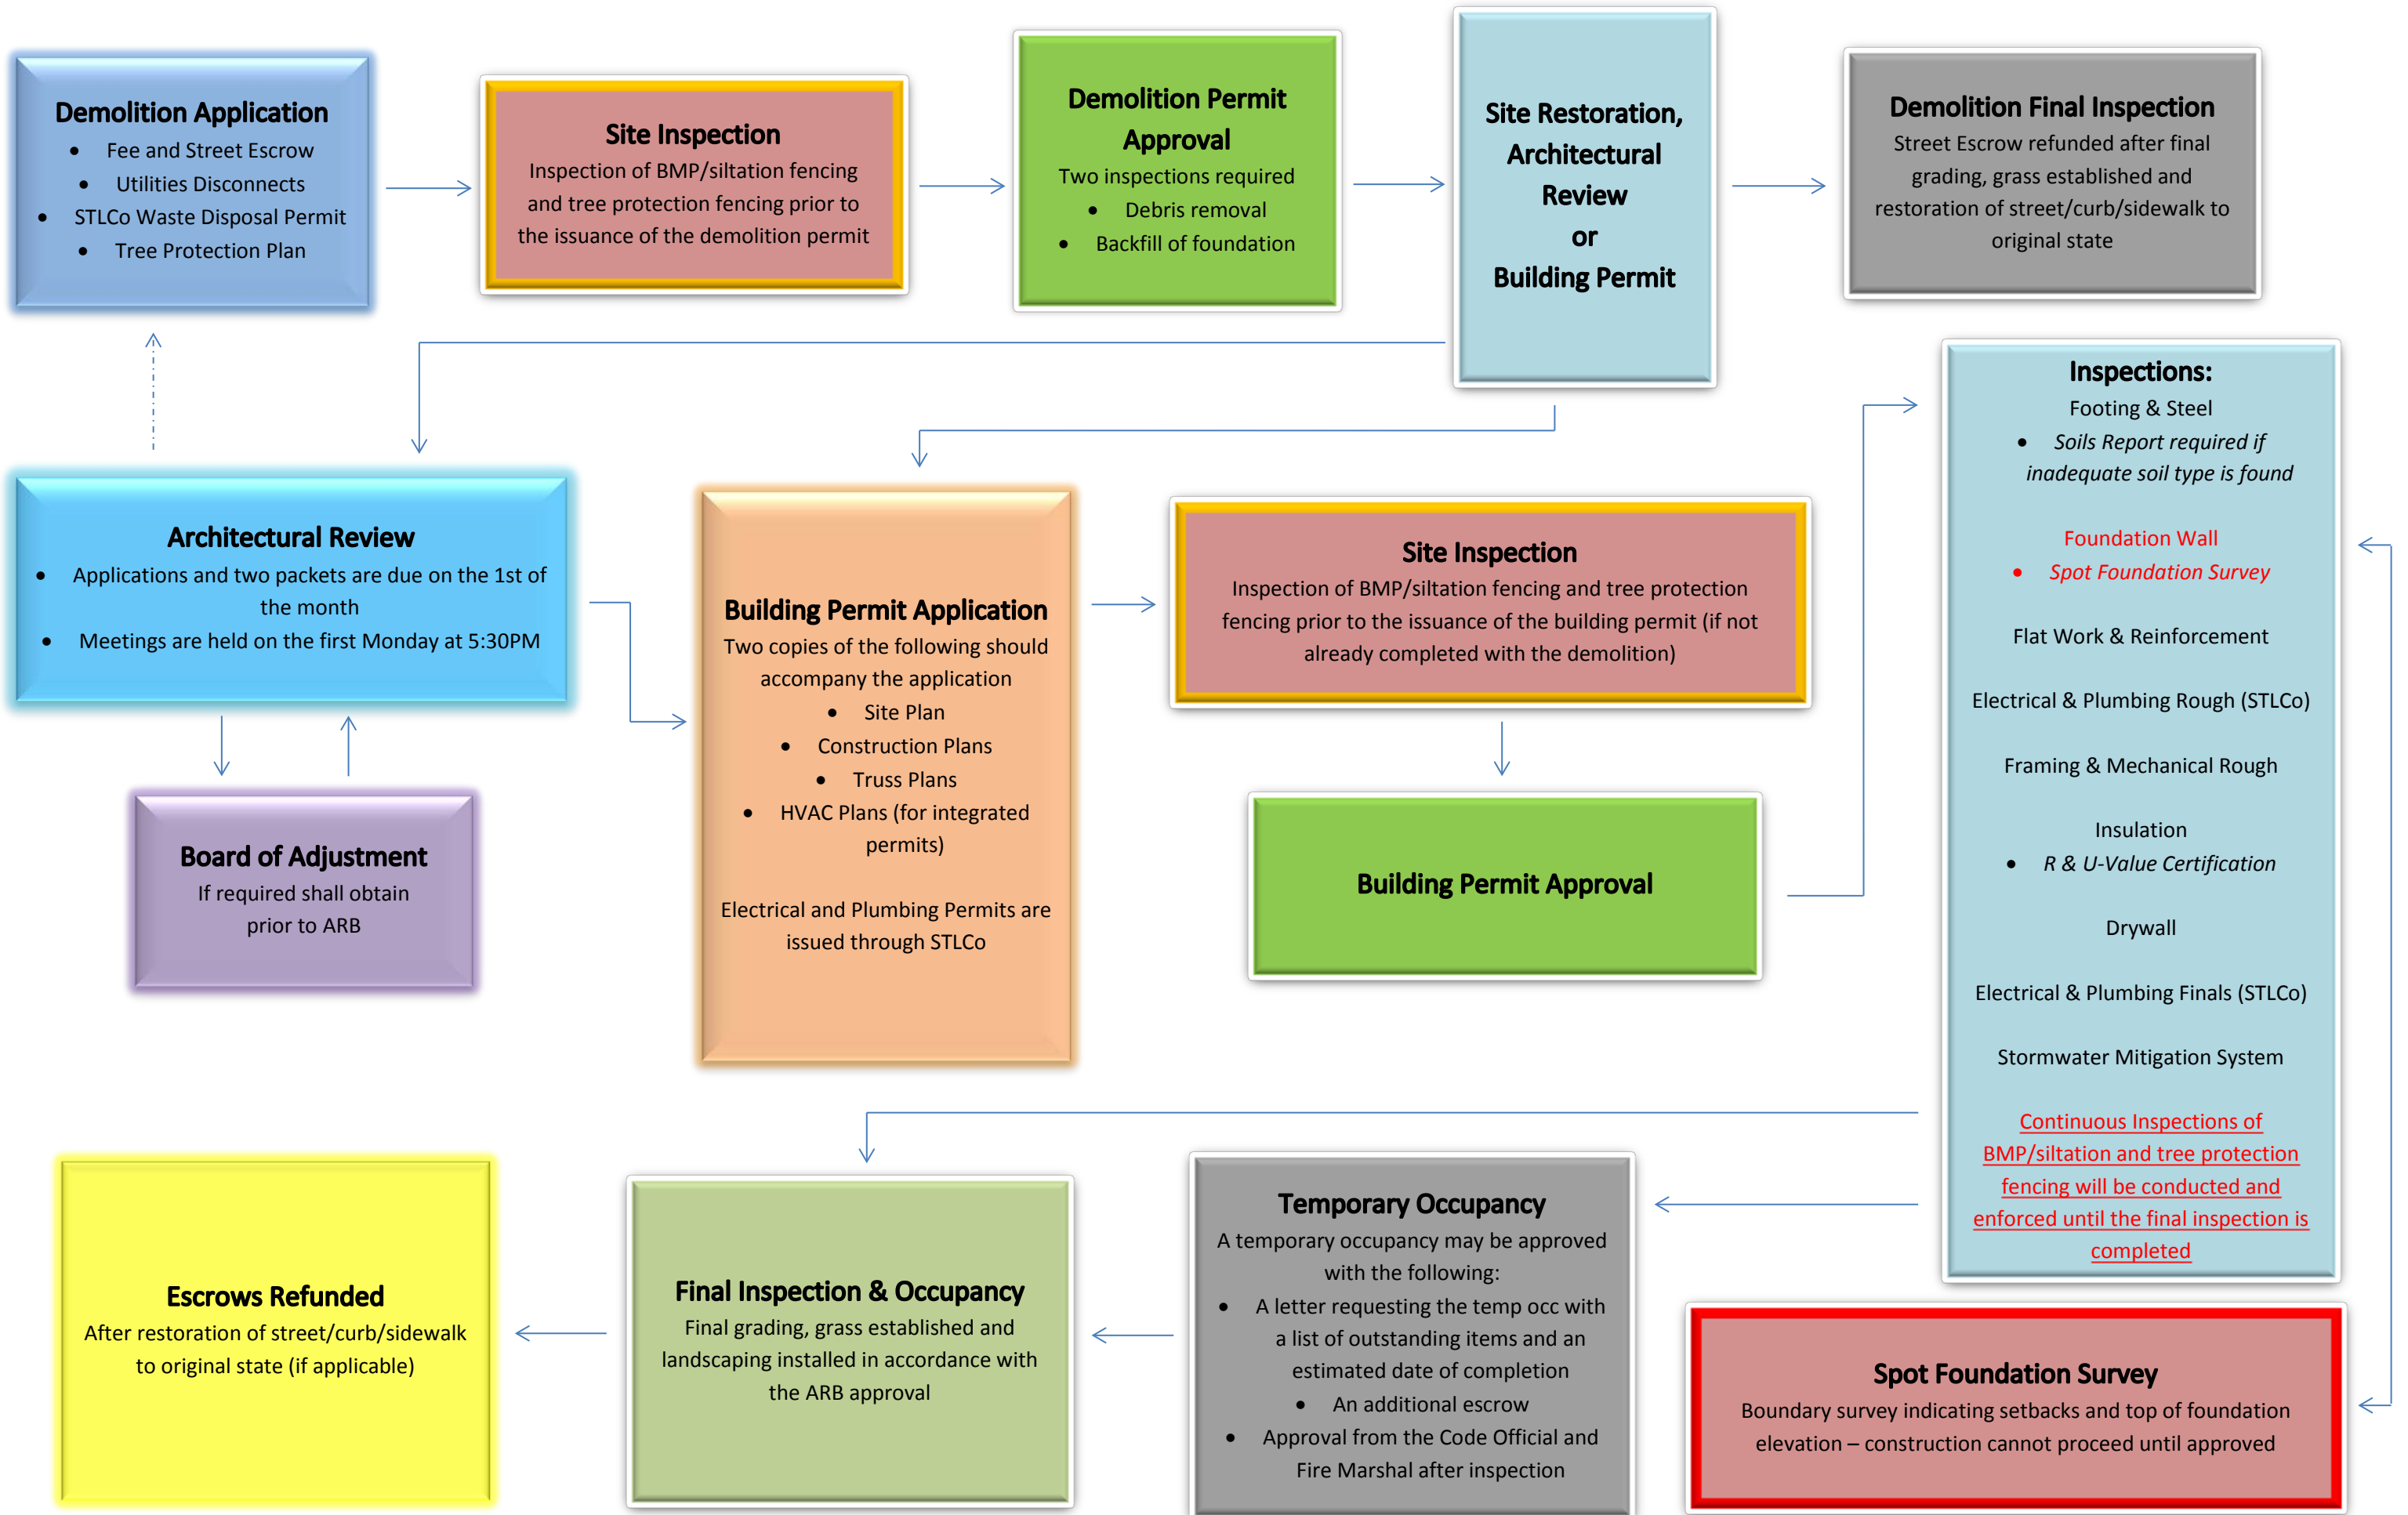 Demolition Application
• Fee and Street Escrow
• Utilities Disconnects
• STLCo Waste Disposal Permit
• Tree Protection Plan
Site Inspection
Inspection of BMP/siltation fencing
and tree protection fencing prior to
the issuance of the demolition permit
Demolition Permit
Approval
Two inspections required
• Debris removal
• Backfill of foundation
Site Restoration,
Architectural
Review
or
Building Permit
Demolition Final Inspection
Street Escrow refunded after final
grading, grass established and
restoration of street/curb/sidewalk to
original state
Architectural Review
• Applications and two packets are due on the 1st of
the month
• Meetings are held on the first Monday at 5:30PM
Board of Adjustment
If required shall obtain
prior to ARB
Building Permit Application
Two copies of the following should
accompany the application
• Site Plan
• Construction Plans
• Truss Plans
• HVAC Plans (for integrated
permits)
Electrical and Plumbing Permits are
issued through STLCo
Site Inspection
Inspection of BMP/siltation fencing and tree protection
fencing prior to the issuance of the building permit (if not
already completed with the demolition)
Building Permit Approval
Inspections:
Footing & Steel
• Soils Report required if
inadequate soil type is found
Foundation Wall
• Spot Foundation Survey
Flat Work & Reinforcement
Electrical & Plumbing Rough (STLCo)
Framing & Mechanical Rough
Insulation
• R & U-Value Certification
Drywall
Electrical & Plumbing Finals (STLCo)
Stormwater Mitigation System
Continuous Inspections of
BMP/siltation and tree protection
fencing will be conducted and
enforced until the final inspection is
completed
Escrows Refunded
After restoration of street/curb/sidewalk
to original state (if applicable)
Final Inspection & Occupancy
Final grading, grass established and
landscaping installed in accordance with
the ARB approval
Temporary Occupancy
A temporary occupancy may be approved
with the following:
• A letter requesting the temp occ with
a list of outstanding items and an
estimated date of completion
• An additional escrow
• Approval from the Code Official and
Fire Marshal after inspection
Spot Foundation Survey
Boundary survey indicating setbacks and top of foundation
elevation – construction cannot proceed until approved